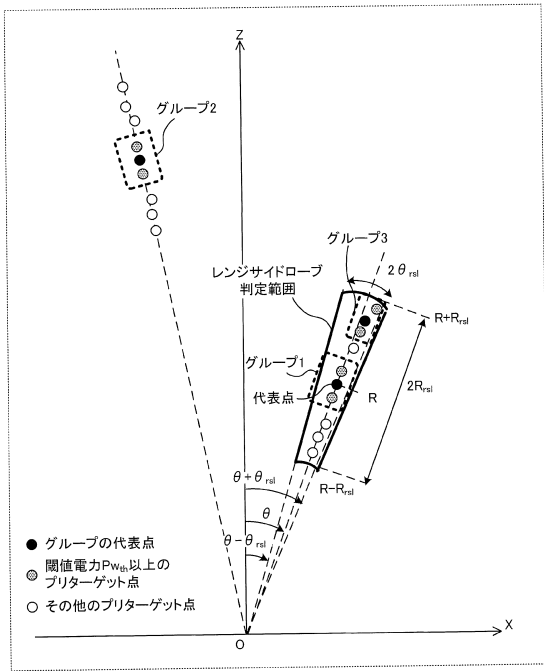 Z
グループ2
グループ3
2θrsl
レンジサイドローブ
判定範囲
R+Rrsl
グループ1
2Rrsl
代表点
R
R−Rrsl
θ+θrsl
θ
θ−θrsl
グループの代表点
閾値電力Pwth以上の
プリターゲット点
その他のプリターゲット点
O
X